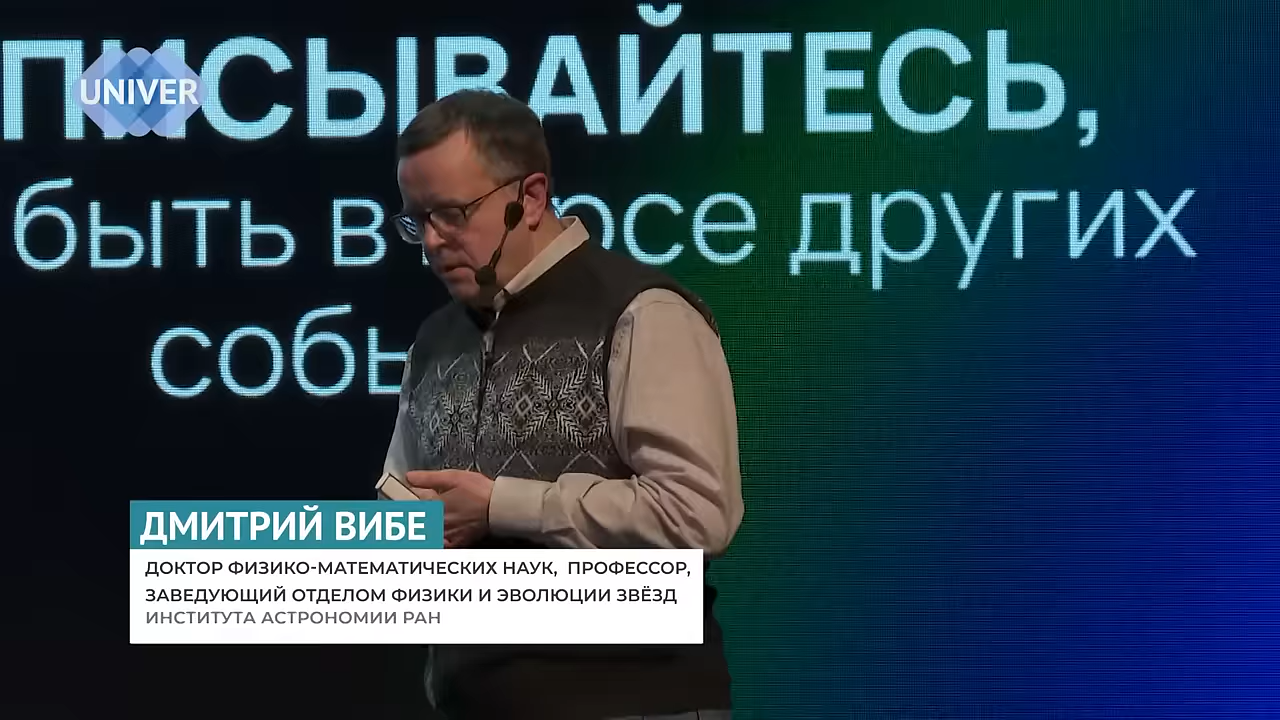 ПИСЫВАЙТЕСЬ,
UNIVER
быть в других
ДМИТРИЙ ВИБЕ
ДОКТОР ФИЗИКО-МАТЕМАТИЧЕСКИХ НАУК, ПРОФЕССОР,
ЗАВЕДУЮЩИЙ ОТДЕЛОМ ФИЗИКИ И ЭВОЛЮЦИИ ЗВЁЗД
ИНСТИТУТА АСТРОНОМИИ РАН